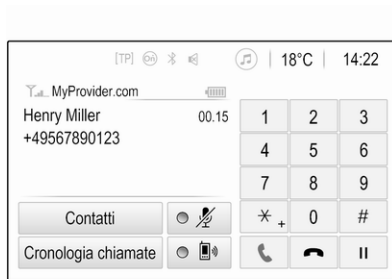 [TP] 18°C 14:22
MyProvider.com
Henry Miller 00.15
+49567890123
1 2 3
4 5 6
7 8 9
* + 0 #
Contatti
Cronologia chiamate